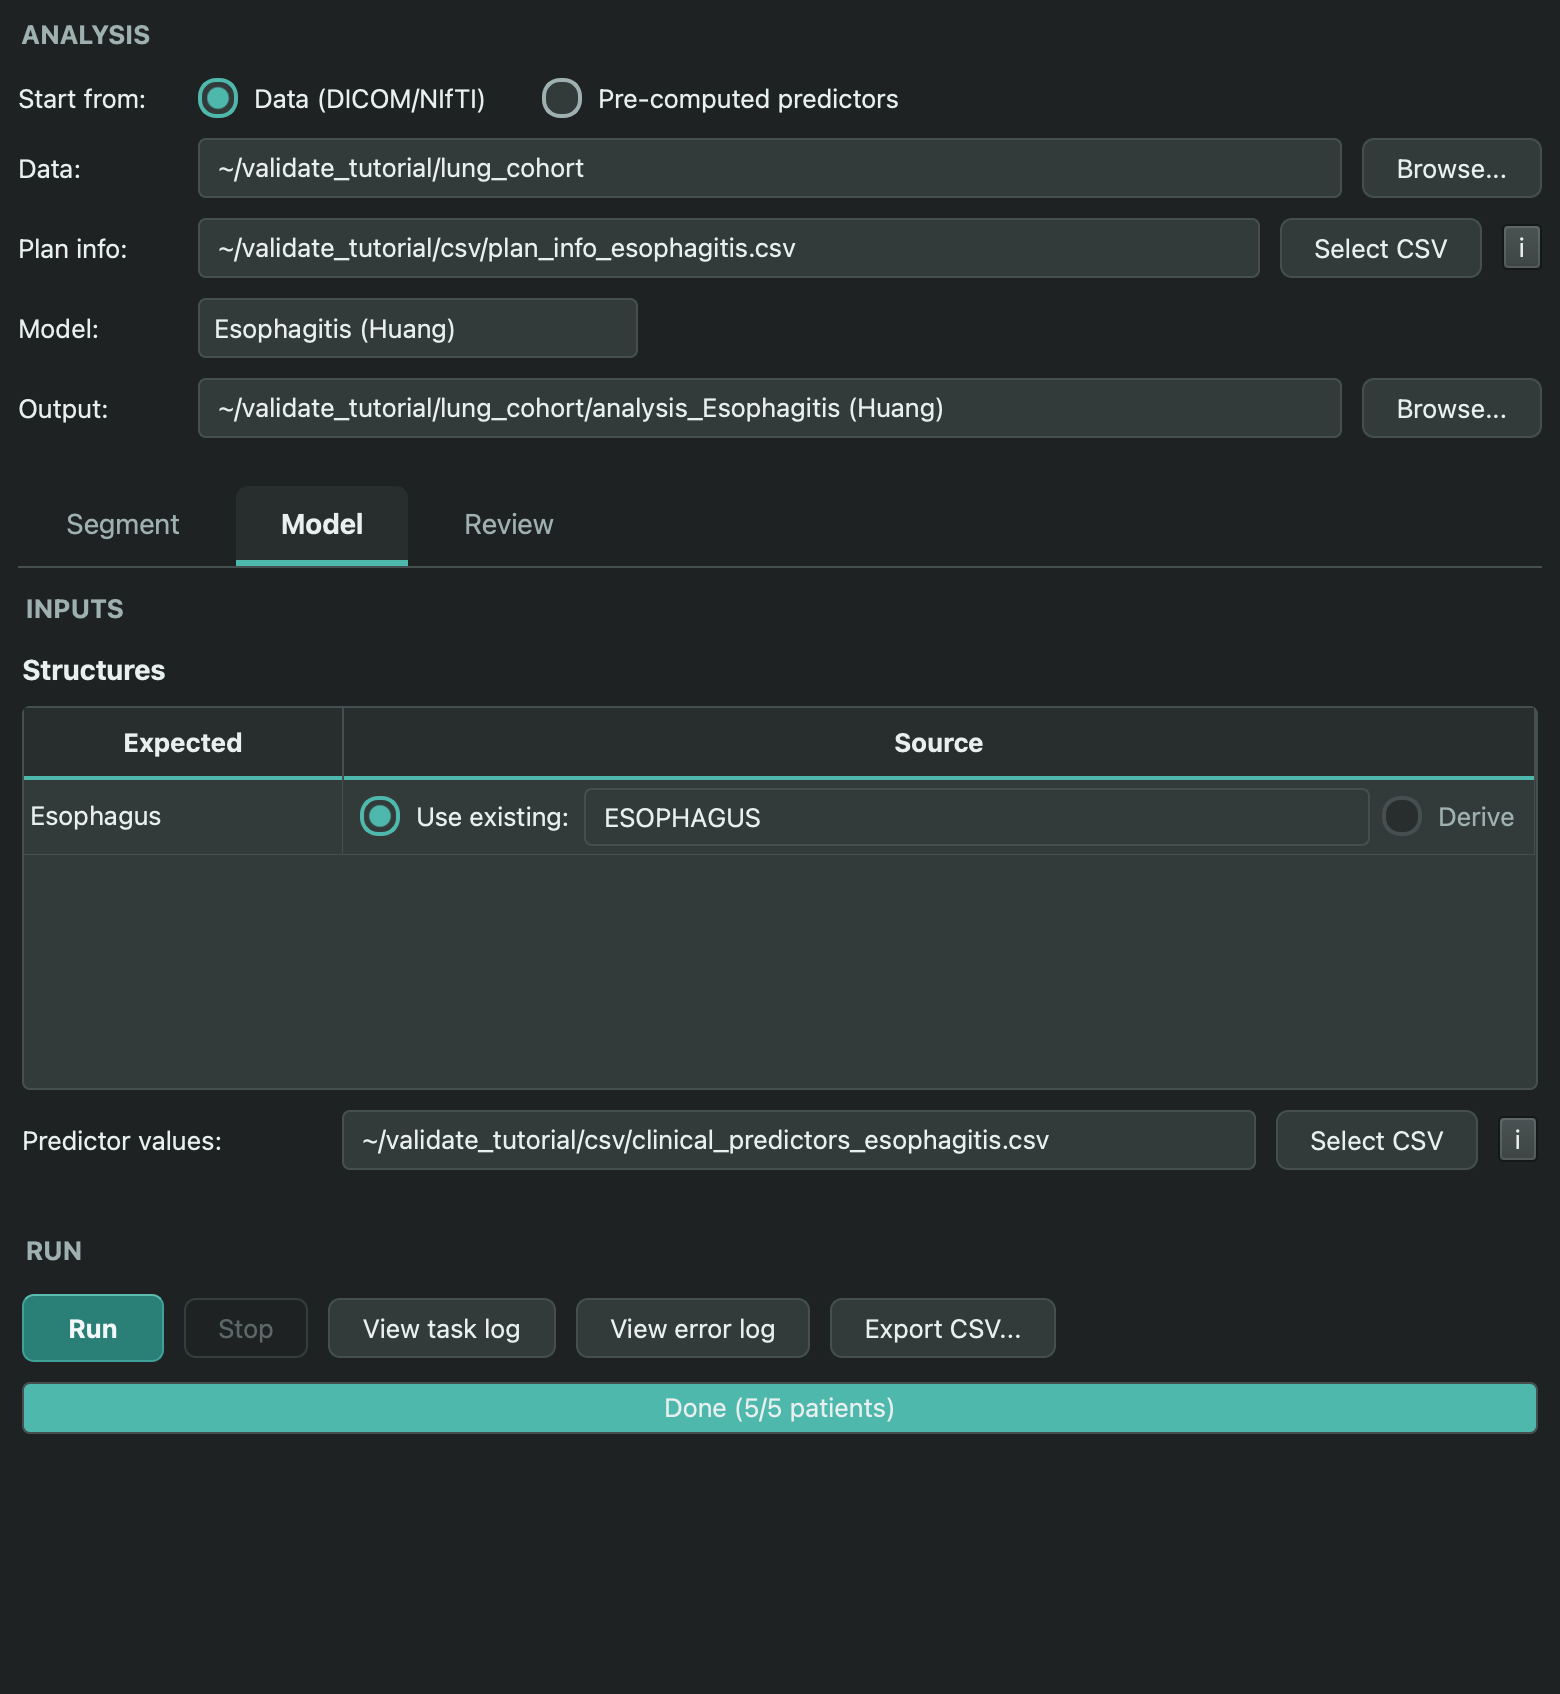 ANALYSIS
Start from: Data (DICOM/NIfTI) Pre-computed predictors
Data: ~/validate_tutorial/lung_cohort Browse...
Plan info: ~/validate_tutorial/csv/plan_info_esophagitis.csv Select CSV i
Model: Esophagitis (Huang)
Output: ~/validate_tutorial/lung_cohort/analysis_Esophagitis (Huang) Browse...
Segment Model Review
INPUTS
Structures
Expected Source
Esophagus Use existing: ESOPHAGUS Derive
Predictor values: ~/validate_tutorial/csv/clinical_predictors_esophagitis.csv Select CSV i
RUN
Run Stop View task log View error log Export CSV...
Done (5/5 patients)